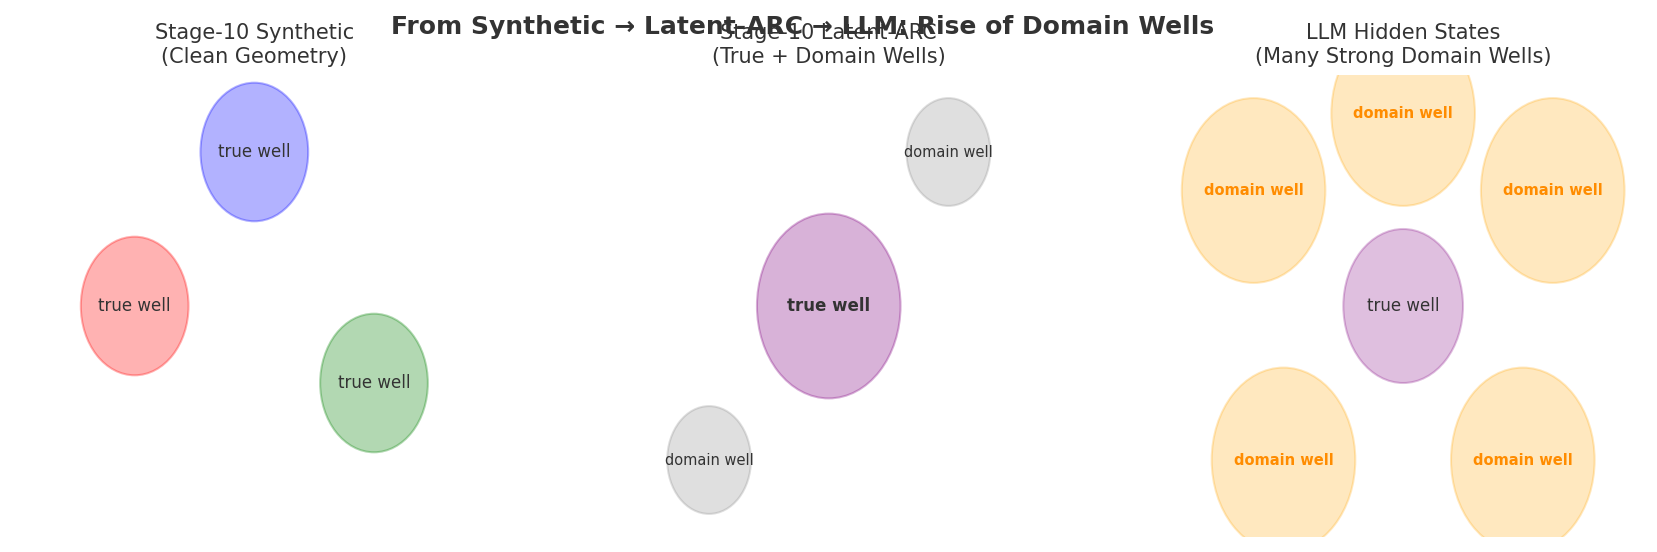 From Synthetic → Latent-ARC → LLM: Rise of Domain Wells
Stage-10 Synthetic
(Clean Geometry)
true well
true well
true well
Stage-10 Latent-ARC
(True + Domain Wells)
domain well
true well
domain well
LLM Hidden States
(Many Strong Domain Wells)
domain well
domain well
domain well
true well
domain well
domain well